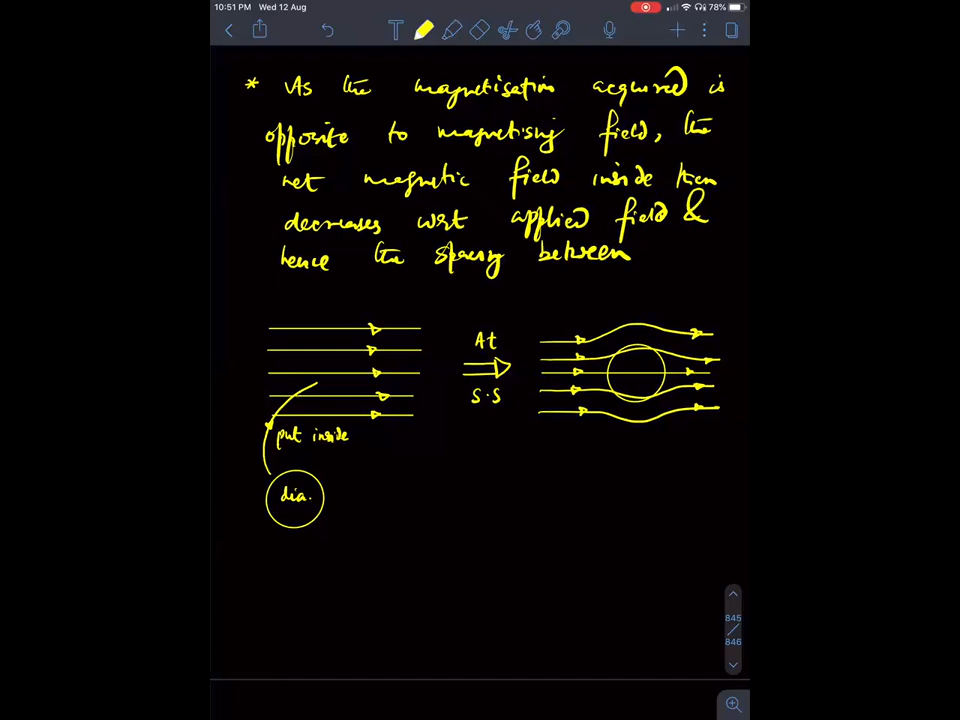 10:51 PM Wed 12 Aug 78%
* As the magnetisation acquired is
opposite to magnetising field, the
net magnetic field inside them
decreases wrt applied field &
hence the spacing between
At
S.S
put inside
dia.
845
846